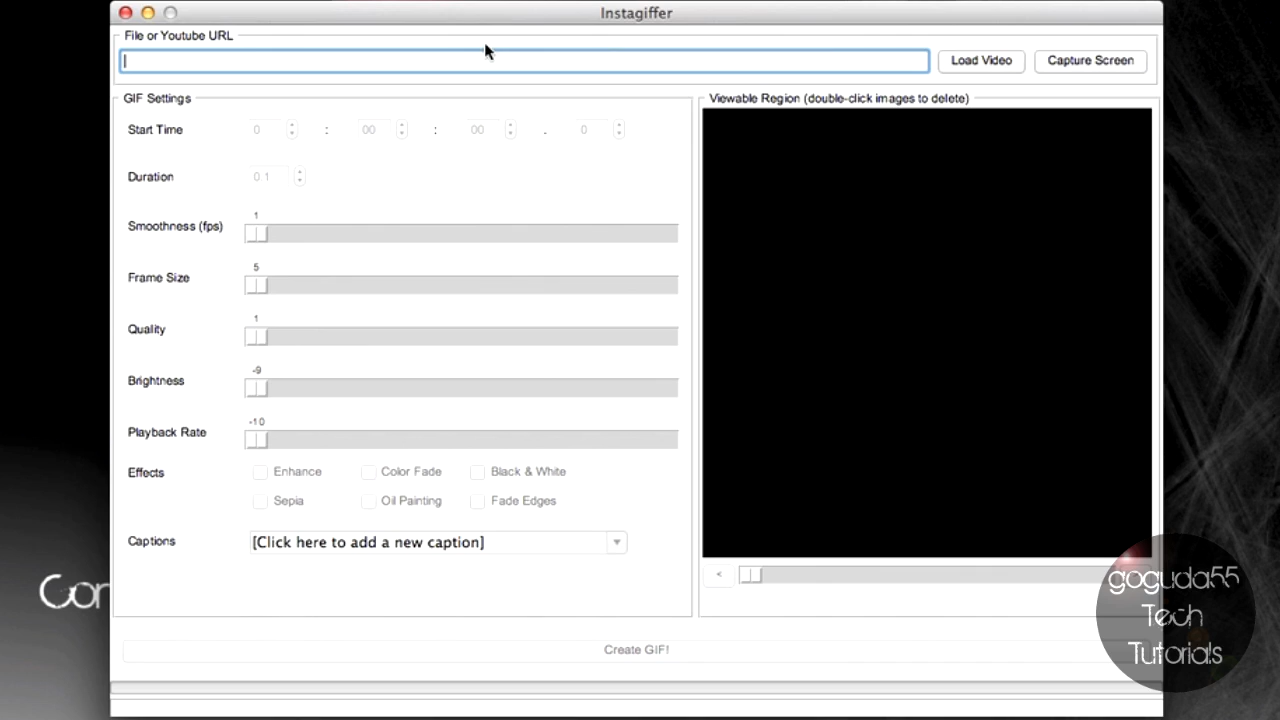 Instagiffer
File or Youtube URL
Load Video
Capture Screen
GIF Settings
Viewable Region (double-click images to delete)
Start Time
0 : 00 : 00 . 0
Duration
0.1
1
Smoothness (fps)
5
Frame Size
1
Quality
-9
Brightness
-10
Playback Rate
Effects
Enhance
Color Fade
Black & White
Sepia
Oil Painting
Fade Edges
Captions
[Click here to add a new caption]
<
Create GIF!
Con
goguda55
Tech
Tutorials